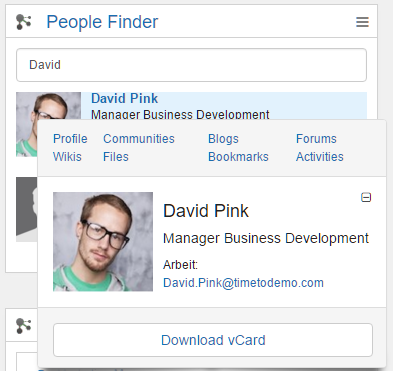 People Finder
David
David Pink
Manager Business Development
Profile Communities Blogs Forums
Wikis Files Bookmarks Activities
David Pink
Manager Business Development
Arbeit:
David.Pink@timetodemo.com
Download vCard